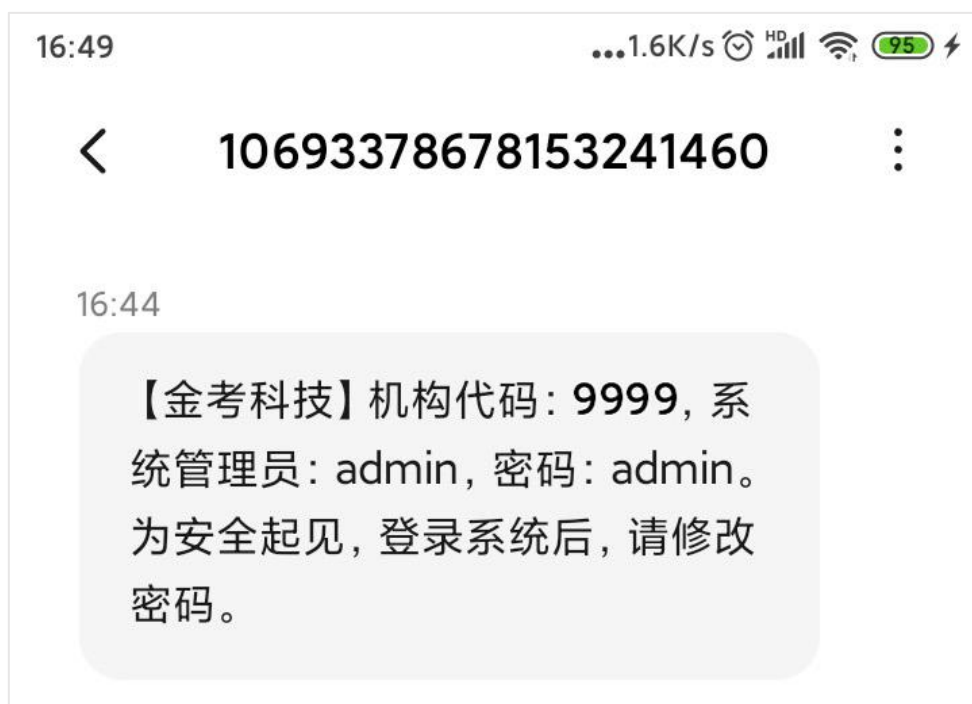 16:49
...1.6K/s HD 95
10693378678153241460
16:44
【金考科技】机构代码：9999，系
统管理员：admin，密码：admin。
为安全起见，登录系统后，请修改
密码。